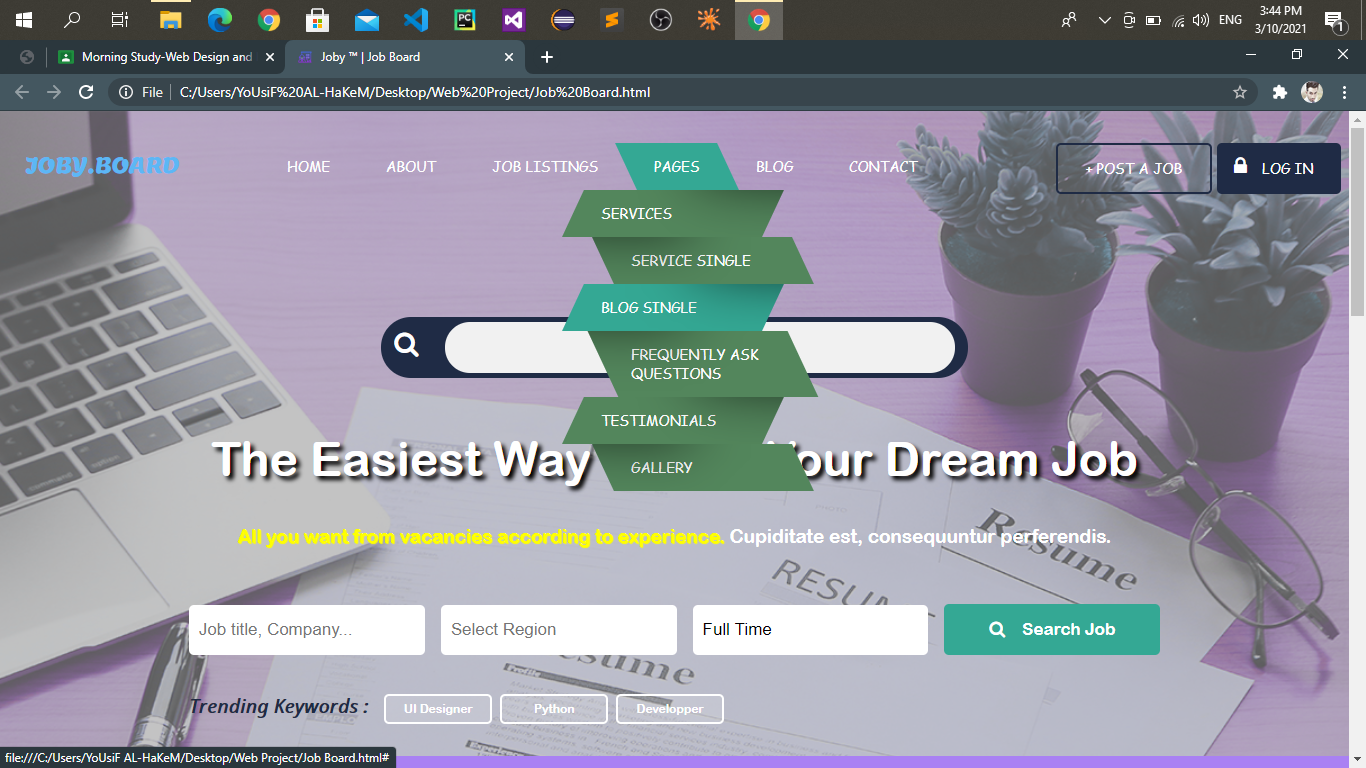 ENG
3:44 PM
3/10/2021
1
Morning Study-Web Design and
Joby ™ | Job Board
File
C:/Users/YoUsiF%20AL-HaKeM/Desktop/Web%20Project/Job%20Board.html
JOBY.BOARD
HOME
ABOUT
JOB LISTINGS
PAGES
BLOG
CONTACT
+ POST A JOB
LOG IN
SERVICES
SERVICE SINGLE
BLOG SINGLE
FREQUENTLY ASK
QUESTIONS
TESTIMONIALS
GALLERY
The Easiest Way our Dream Job
All you want from vacancies according to experience. Cupiditate est, consequuntur perferendis.
Resume
RESUM
Resume
Profile
Experience
Job title, Company...
Select Region
Full Time
Search Job
Trending Keywords :
UI Designer
Python
Developper
file:///C:/Users/YoUsiF AL-HaKeM/Desktop/Web Project/Job Board.html#